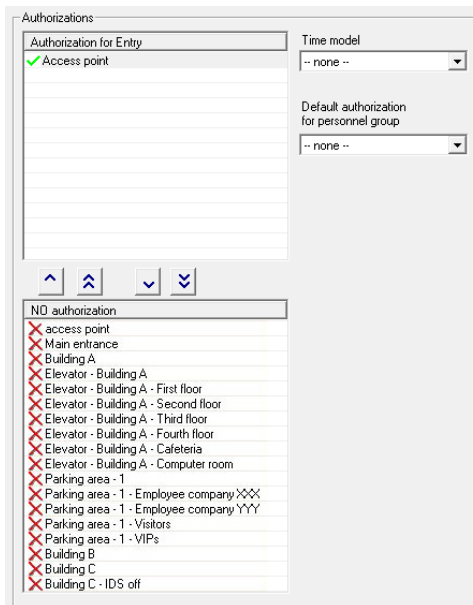 Authorizations
Authorization for Entry
Access point
Time model
-- none --
Default authorization
for personnel group
-- none --
NO authorization
access point
Main entrance
Building A
Elevator - Building A
Elevator - Building A - First floor
Elevator - Building A - Second floor
Elevator - Building A - Third floor
Elevator - Building A - Fourth floor
Elevator - Building A - Cafeteria
Elevator - Building A - Computer room
Parking area - 1
Parking area - 1 - Employee company XXX
Parking area - 1 - Employee company YYY
Parking area - 1 - Visitors
Parking area - 1 - VIPs
Building B
Building C
Building C - IDS off